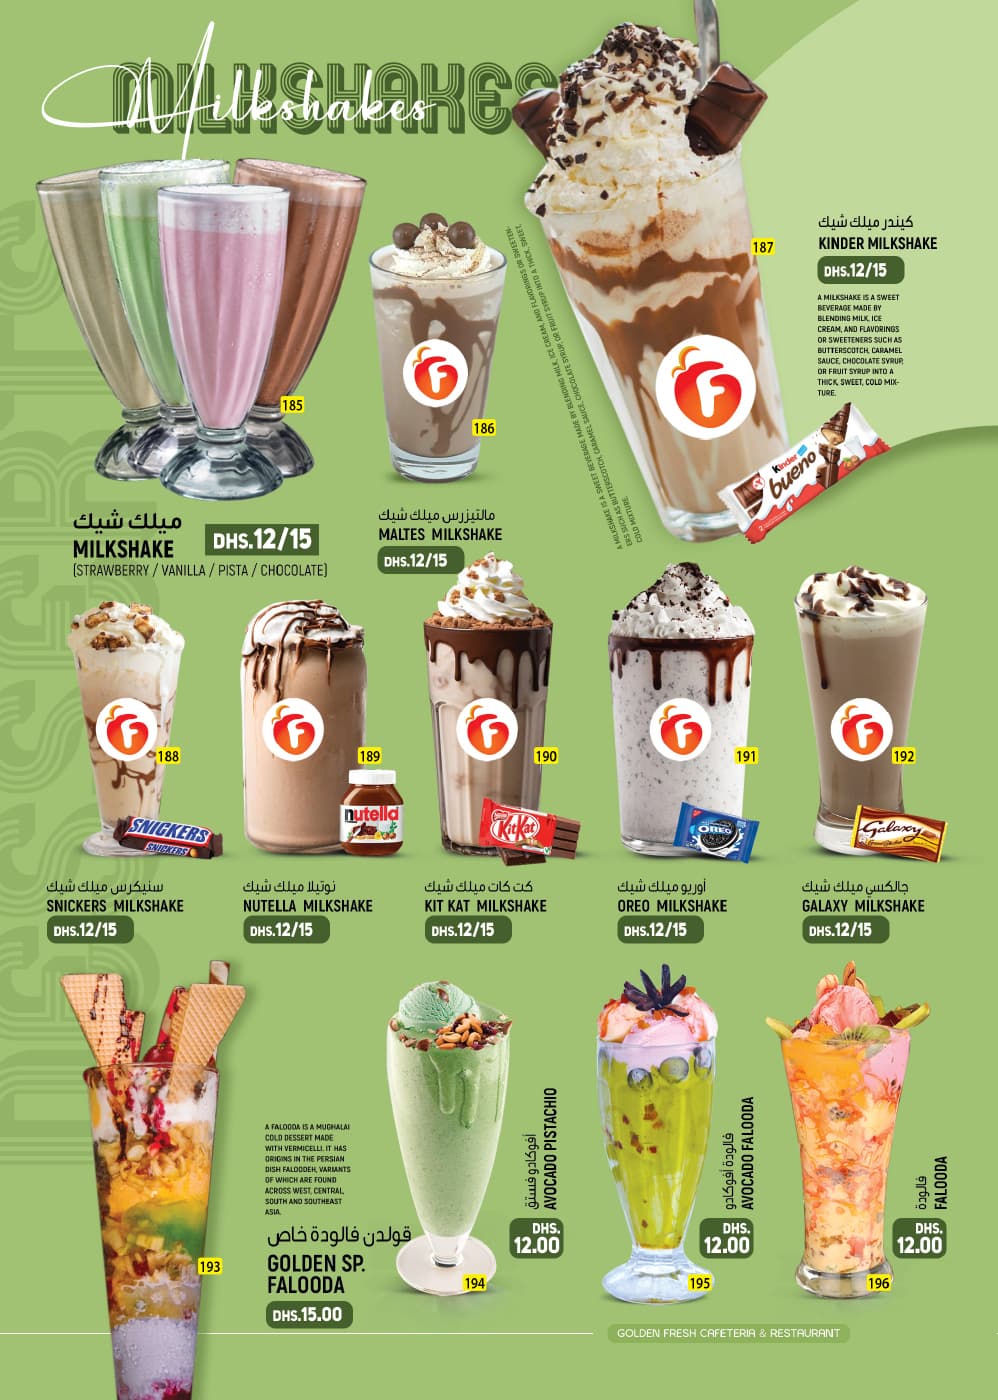 MILKSHAKES
Milkshakes
185
ميلك شيك
MILKSHAKE
DHS.12/15
(STRAWBERRY / VANILLA / PISTA / CHOCOLATE)
186
مالتيزرس ميلك شيك
MALTES MILKSHAKE
DHS.12/15
A MILKSHAKE IS A SWEET BEVERAGE MADE BY BLENDING MILK, ICE CREAM, AND FLAVORINGS OR SWEETEN-
ERS SUCH AS BUTTERSCOTCH, CARAMEL SAUCE, CHOCOLATE SYRUP, OR FRUIT SYRUP INTO A THICK, SWEET,
COLD MIXTURE.
187
كيندر ميلك شيك
KINDER MILKSHAKE
DHS.12/15
A MILKSHAKE IS A SWEET
BEVERAGE MADE BY
BLENDING MILK, ICE
CREAM, AND FLAVORINGS
OR SWEETENERS SUCH AS
BUTTERSCOTCH, CARAMEL
SAUCE, CHOCOLATE SYRUP,
OR FRUIT SYRUP INTO A
THICK, SWEET, COLD MIX-
TURE.
Kinder
bueno
188
SNICKERS
SNICKERS
سنيكرس ميلك شيك
SNICKERS MILKSHAKE
DHS.12/15
189
nutella
نوتيلا ميلك شيك
NUTELLA MILKSHAKE
DHS.12/15
190
KitKat
كت كات ميلك شيك
KIT KAT MILKSHAKE
DHS.12/15
191
OREO
أوريو ميلك شيك
OREO MILKSHAKE
DHS.12/15
192
Galaxy
جالكسي ميلك شيك
GALAXY MILKSHAKE
DHS.12/15
193
A FALOODA IS A MUGHALAI
COLD DESSERT MADE
WITH VERMICELLI. IT HAS
ORIGINS IN THE PERSIAN
DISH FALOODEH, VARIANTS
OF WHICH ARE FOUND
ACROSS WEST, CENTRAL,
SOUTH AND SOUTHEAST
ASIA.
قولدن فالودة خاص
GOLDEN SP.
FALOODA
DHS.15.00
194
أفوكادو فستق
AVOCADO PISTACHIO
DHS.
12.00
195
فالودة أفوكادو
AVOCADO FALOODA
DHS.
12.00
196
فالودة
FALOODA
DHS.
12.00
GOLDEN FRESH CAFETERIA & RESTAURANT